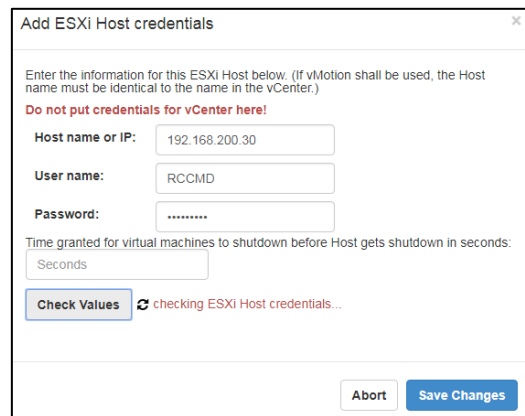 Add ESXi Host credentials ×
Enter the information for this ESXi Host below. (If vMotion shall be used, the Host
name must be identical to the name in the vCenter.)
Do not put credentials for vCenter here!
Host name or IP: 192.168.200.30
User name: RCCMD
Password: •••••••••
Time granted for virtual machines to shutdown before Host gets shutdown in seconds:
Seconds
Check Values checking ESXi Host credentials...
Abort Save Changes